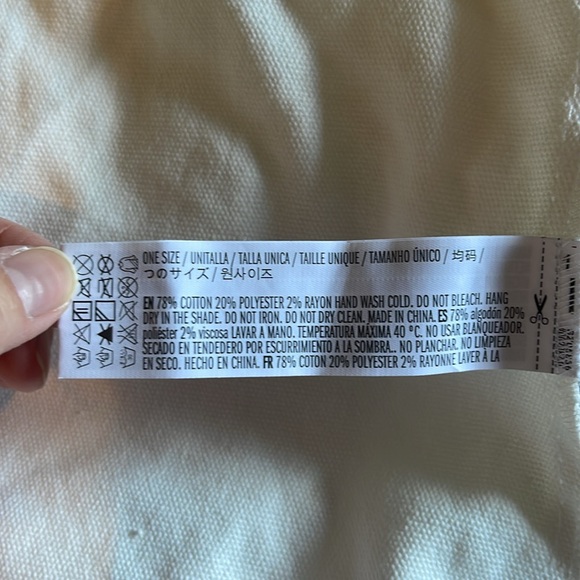 ONE SIZE / UNITALLA / TALLA UNICA / TAILLE UNIQUE / TAMANHO ÚNICO / 均码 /
つのサイズ / 원사이즈
EN 78% COTTON 20% POLYESTER 2% RAYON HAND WASH COLD. DO NOT BLEACH. HANG
DRY IN THE SHADE. DO NOT IRON. DO NOT DRY CLEAN. MADE IN CHINA. ES 78% algodón 20%
poliéster 2% viscosa LAVAR A MANO. TEMPERATURA MÁXIMA 40 °C. NO USAR BLANQUEADOR.
SECADO EN TENDEDERO POR ESCURRIMIENTO A LA SOMBRA.. NO PLANCHAR. NO LIMPIEZA
EN SECO. HECHO EN CHINA. FR 78% COTON 20% POLYESTER 2% RAYONNE LAVER À LA